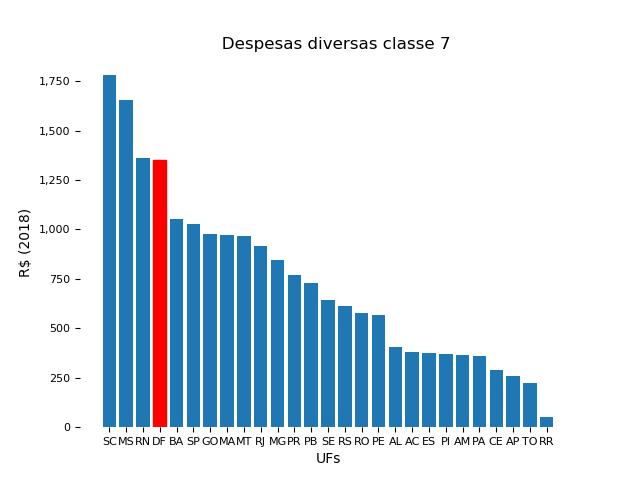 Despesas diversas classe 7
1,750
1,500
1,250
1,000
750
500
250
0
R$ (2018)
SC MS RN DF BA SP GO MA MT RJ MG PR PB SE RS RO PE AL AC ES PI AM PA CE AP TO RR
UFs